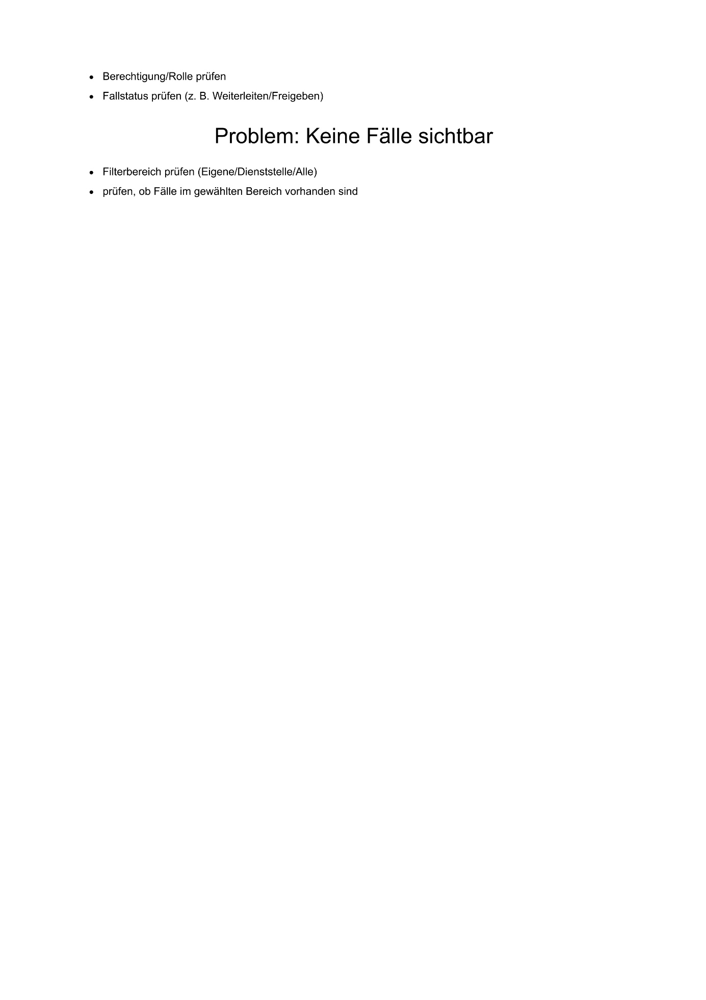 • Berechtigung/Rolle prüfen
• Fallstatus prüfen (z. B. Weiterleiten/Freigeben)
Problem: Keine Fälle sichtbar
• Filterbereich prüfen (Eigene/Dienststelle/Alle)
• prüfen, ob Fälle im gewählten Bereich vorhanden sind